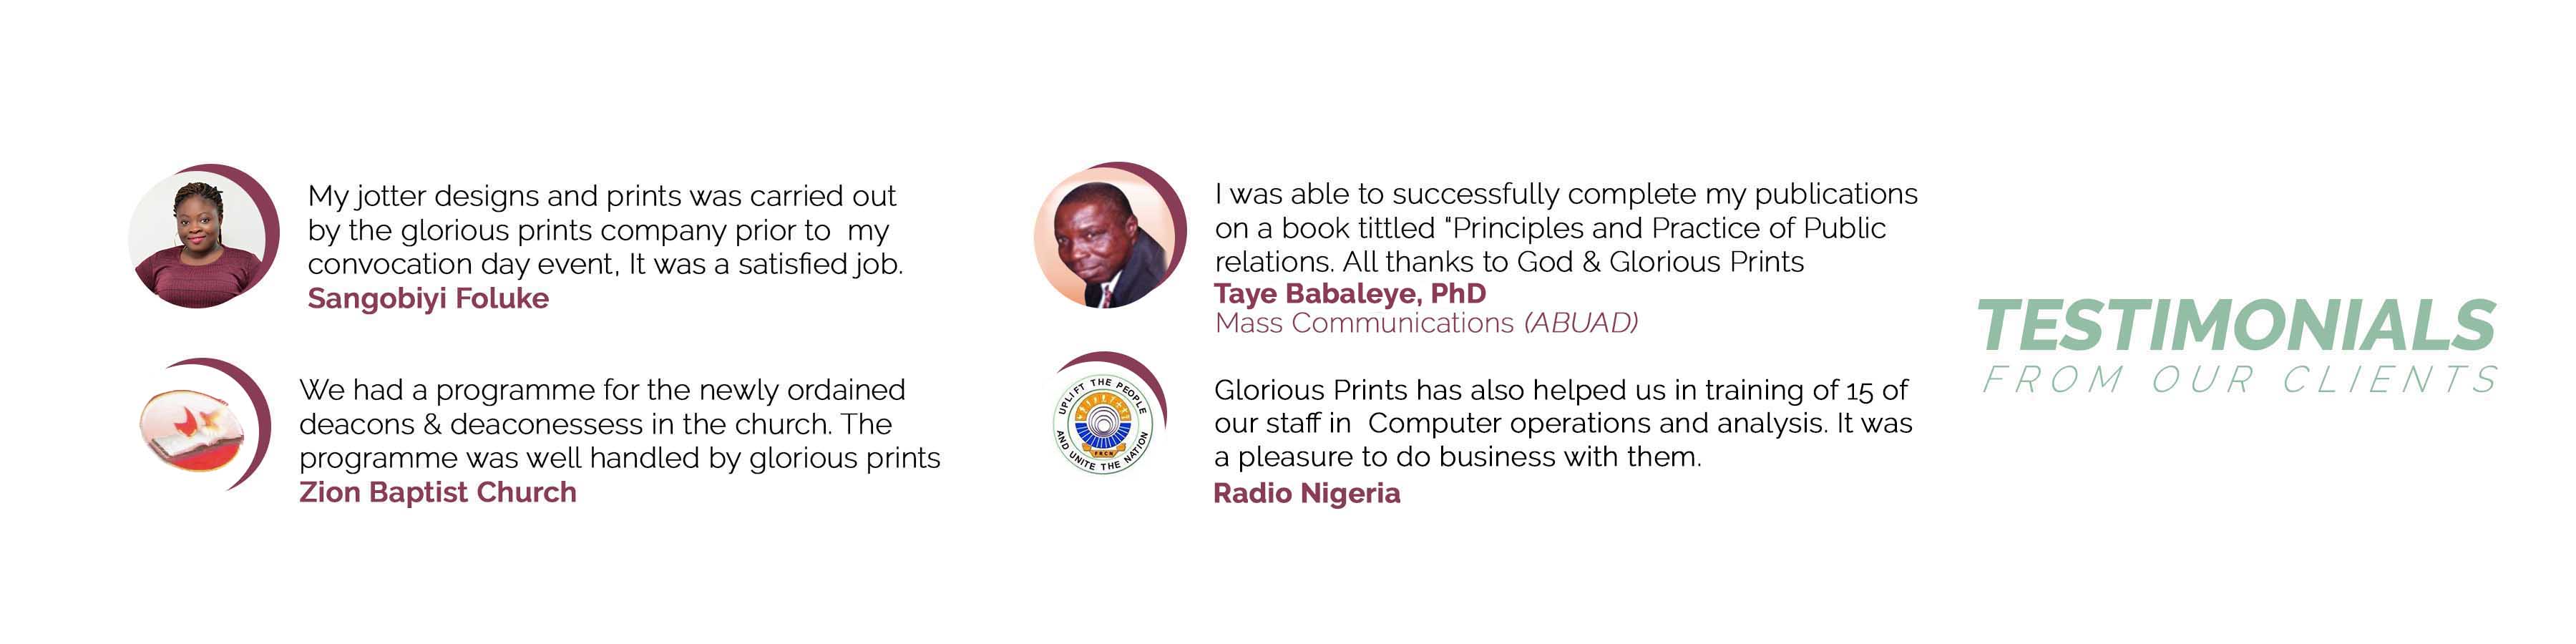 My jotter designs and prints was carried out
by the glorious prints company prior to  my
convocation day event, It was a satisfied job.
Sangobiyi Foluke
We had a programme for the newly ordained
deacons & deaconessess in the church. The
programme was well handled by glorious prints
Zion Baptist Church
I was able to successfully complete my publications
on a book tittled "Principles and Practice of Public
relations. All thanks to God & Glorious Prints
Taye Babaleye, PhD
Mass Communications (ABUAD)
UPLIFT THE PEOPLE
AND UNITE THE NATION
FRCN
Glorious Prints has also helped us in training of 15 of
our staff in  Computer operations and analysis. It was
a pleasure to do business with them.
Radio Nigeria
TESTIMONIALS
FROM OUR CLIENTS